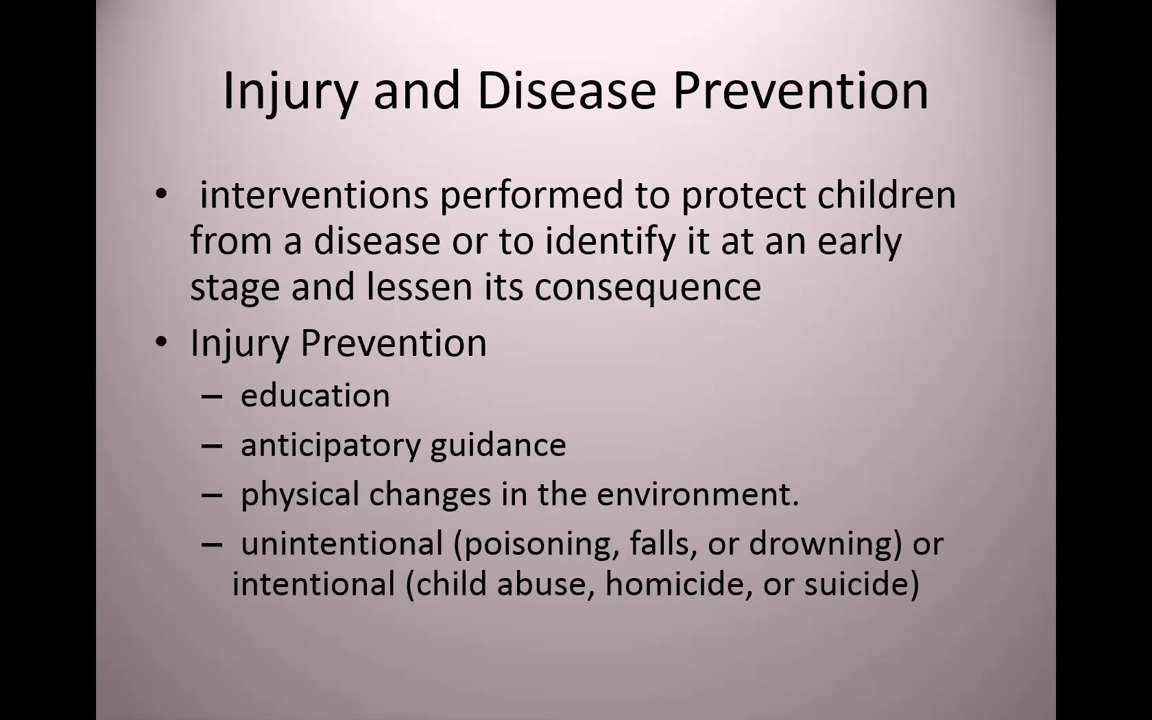 Injury and Disease Prevention
• interventions performed to protect children
from a disease or to identify it at an early
stage and lessen its consequence
• Injury Prevention
– education
– anticipatory guidance
– physical changes in the environment.
– unintentional (poisoning, falls, or drowning) or
intentional (child abuse, homicide, or suicide)